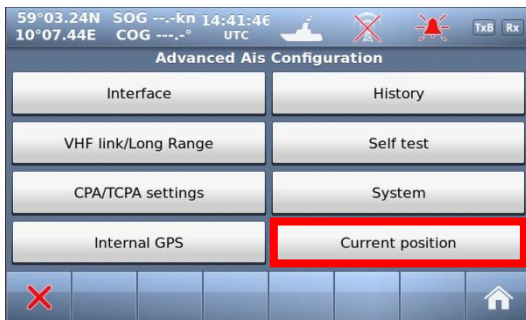 59°03.24N SOG --.-kn 14:41:46
10°07.44E COG ---.-° UTC
TxB Rx
Advanced Ais Configuration
Interface
History
VHF link/Long Range
Self test
CPA/TCPA settings
System
Internal GPS
Current position